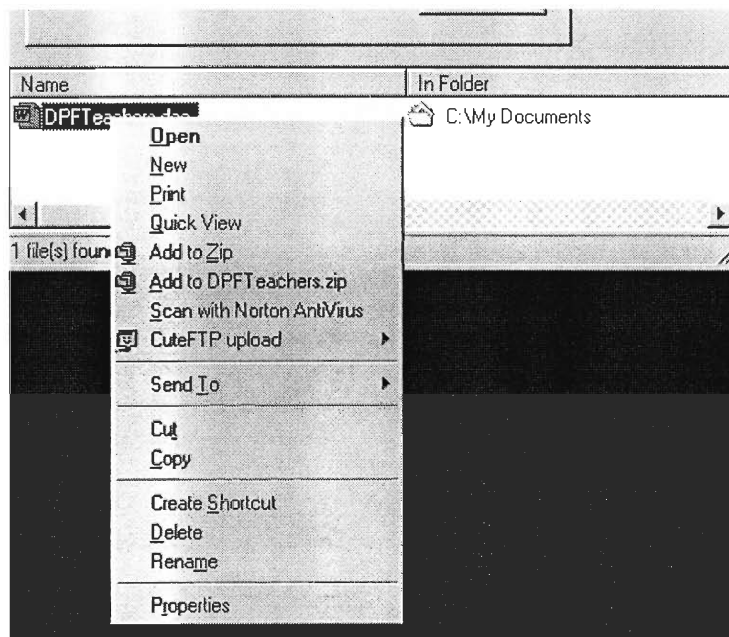 Name In Folder
DPFTeachers.doc C:\My Documents
Open
New
Print
Quick View
1 file(s) foun Add to Zip
Add to DPFTeachers.zip
Scan with Norton AntiVirus
CuteFTP upload
Send To
Cut
Copy
Create Shortcut
Delete
Rename
Properties